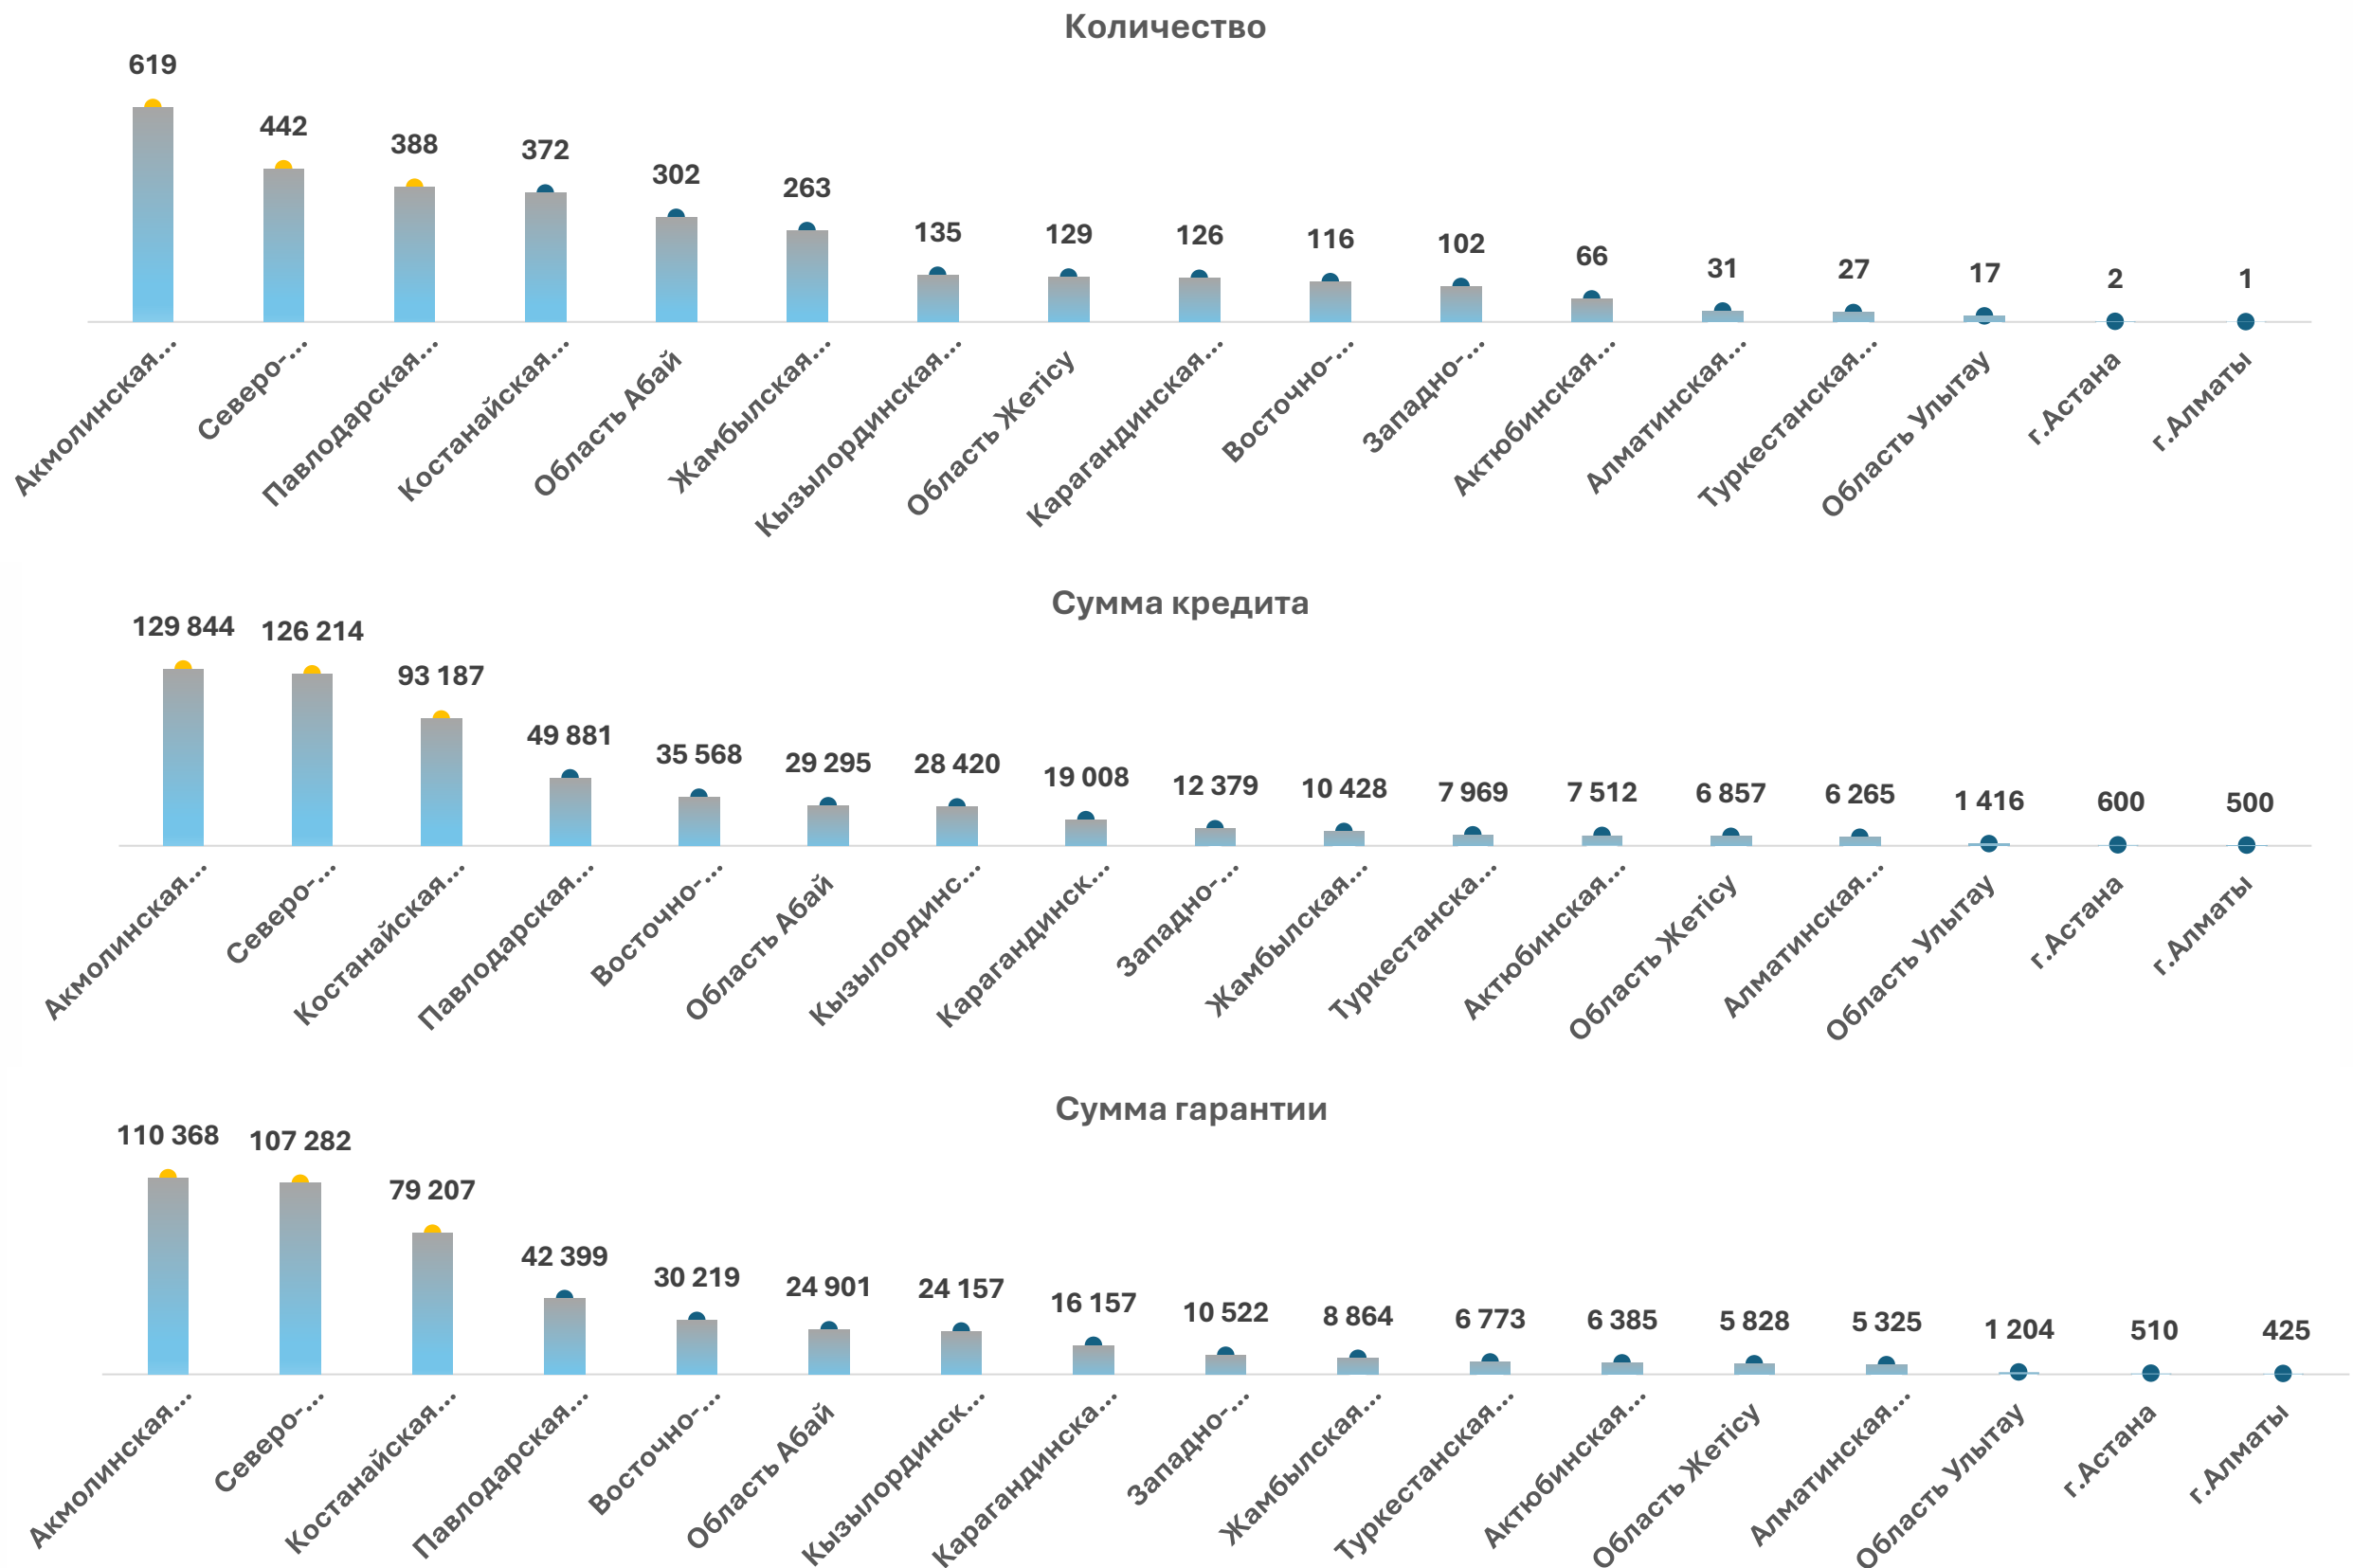 Количество
619
442
388
372
302
263
135
129
126
116
102
66
31
27
17
2
1
Акмолинская...
Северо-...
Павлодарская...
Костанайская...
Область Абай
Жамбылская...
Кызылординская...
Область Жетісу
Карагандинская...
Восточно-...
Западно-...
Актюбинская...
Алматинская...
Туркестанская...
Область Улытау
г.Астана
г.Алматы
Сумма кредита
129 844
126 214
93 187
49 881
35 568
29 295
28 420
19 008
12 379
10 428
7 969
7 512
6 857
6 265
1 416
600
500
Акмолинская...
Северо-...
Костанайская...
Павлодарская...
Восточно-...
Область Абай
Кызылординс...
Карагандинск...
Западно-...
Жамбылская...
Туркестанска...
Актюбинская...
Область Жетісу
Алматинская...
Область Улытау
г.Астана
г.Алматы
Сумма гарантии
110 368
107 282
79 207
42 399
30 219
24 901
24 157
16 157
10 522
8 864
6 773
6 385
5 828
5 325
1 204
510
425
Акмолинская...
Северо-...
Костанайская...
Павлодарская...
Восточно-...
Область Абай
Кызылординск...
Карагандинска...
Западно-...
Жамбылская...
Туркестанская...
Актюбинская...
Область Жетісу
Алматинская...
Область Улытау
г.Астана
г.Алматы